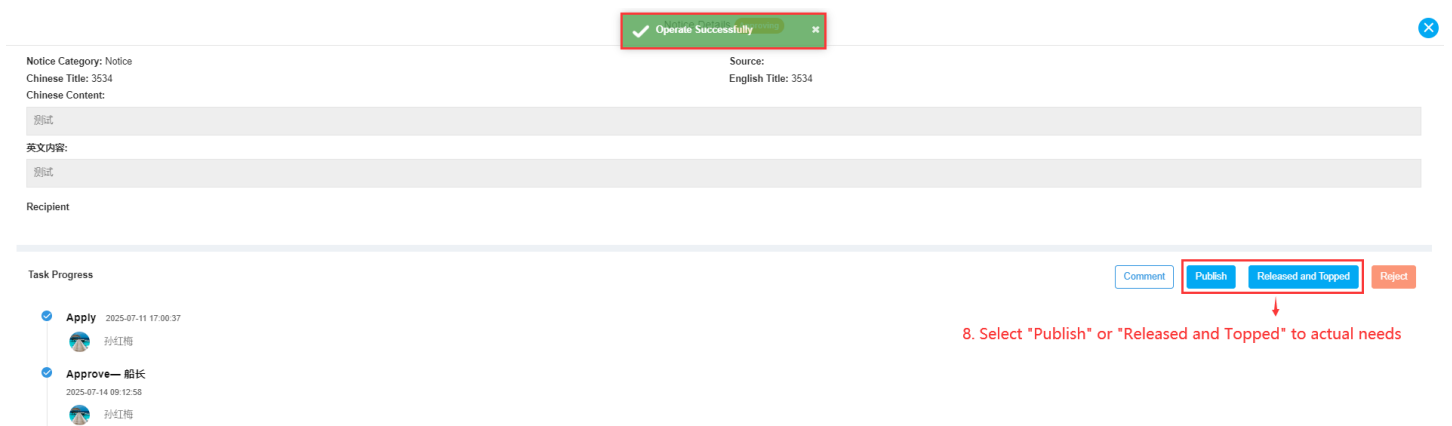 Notice Details
Operate Successfully
Notice Category: Notice
Source:
Chinese Title: 3534
English Title: 3534
Chinese Content:
测试
英文内容:
测试
Recipient
Task Progress
Comment
Publish
Released and Topped
Reject
8. Select "Publish" or "Released and Topped" to actual needs
Apply 2025-07-11 17:00:37
孙红梅
Approve— 船长
2025-07-14 09:12:58
孙红梅